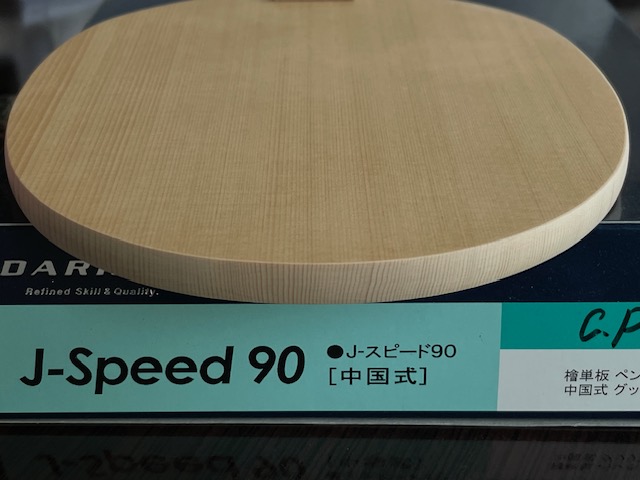 DAR
Refined Skill & Quality.
J-Speed 90
●J-スピード90
[中国式]
C.P
檜単板 ペン
中国式 グッ